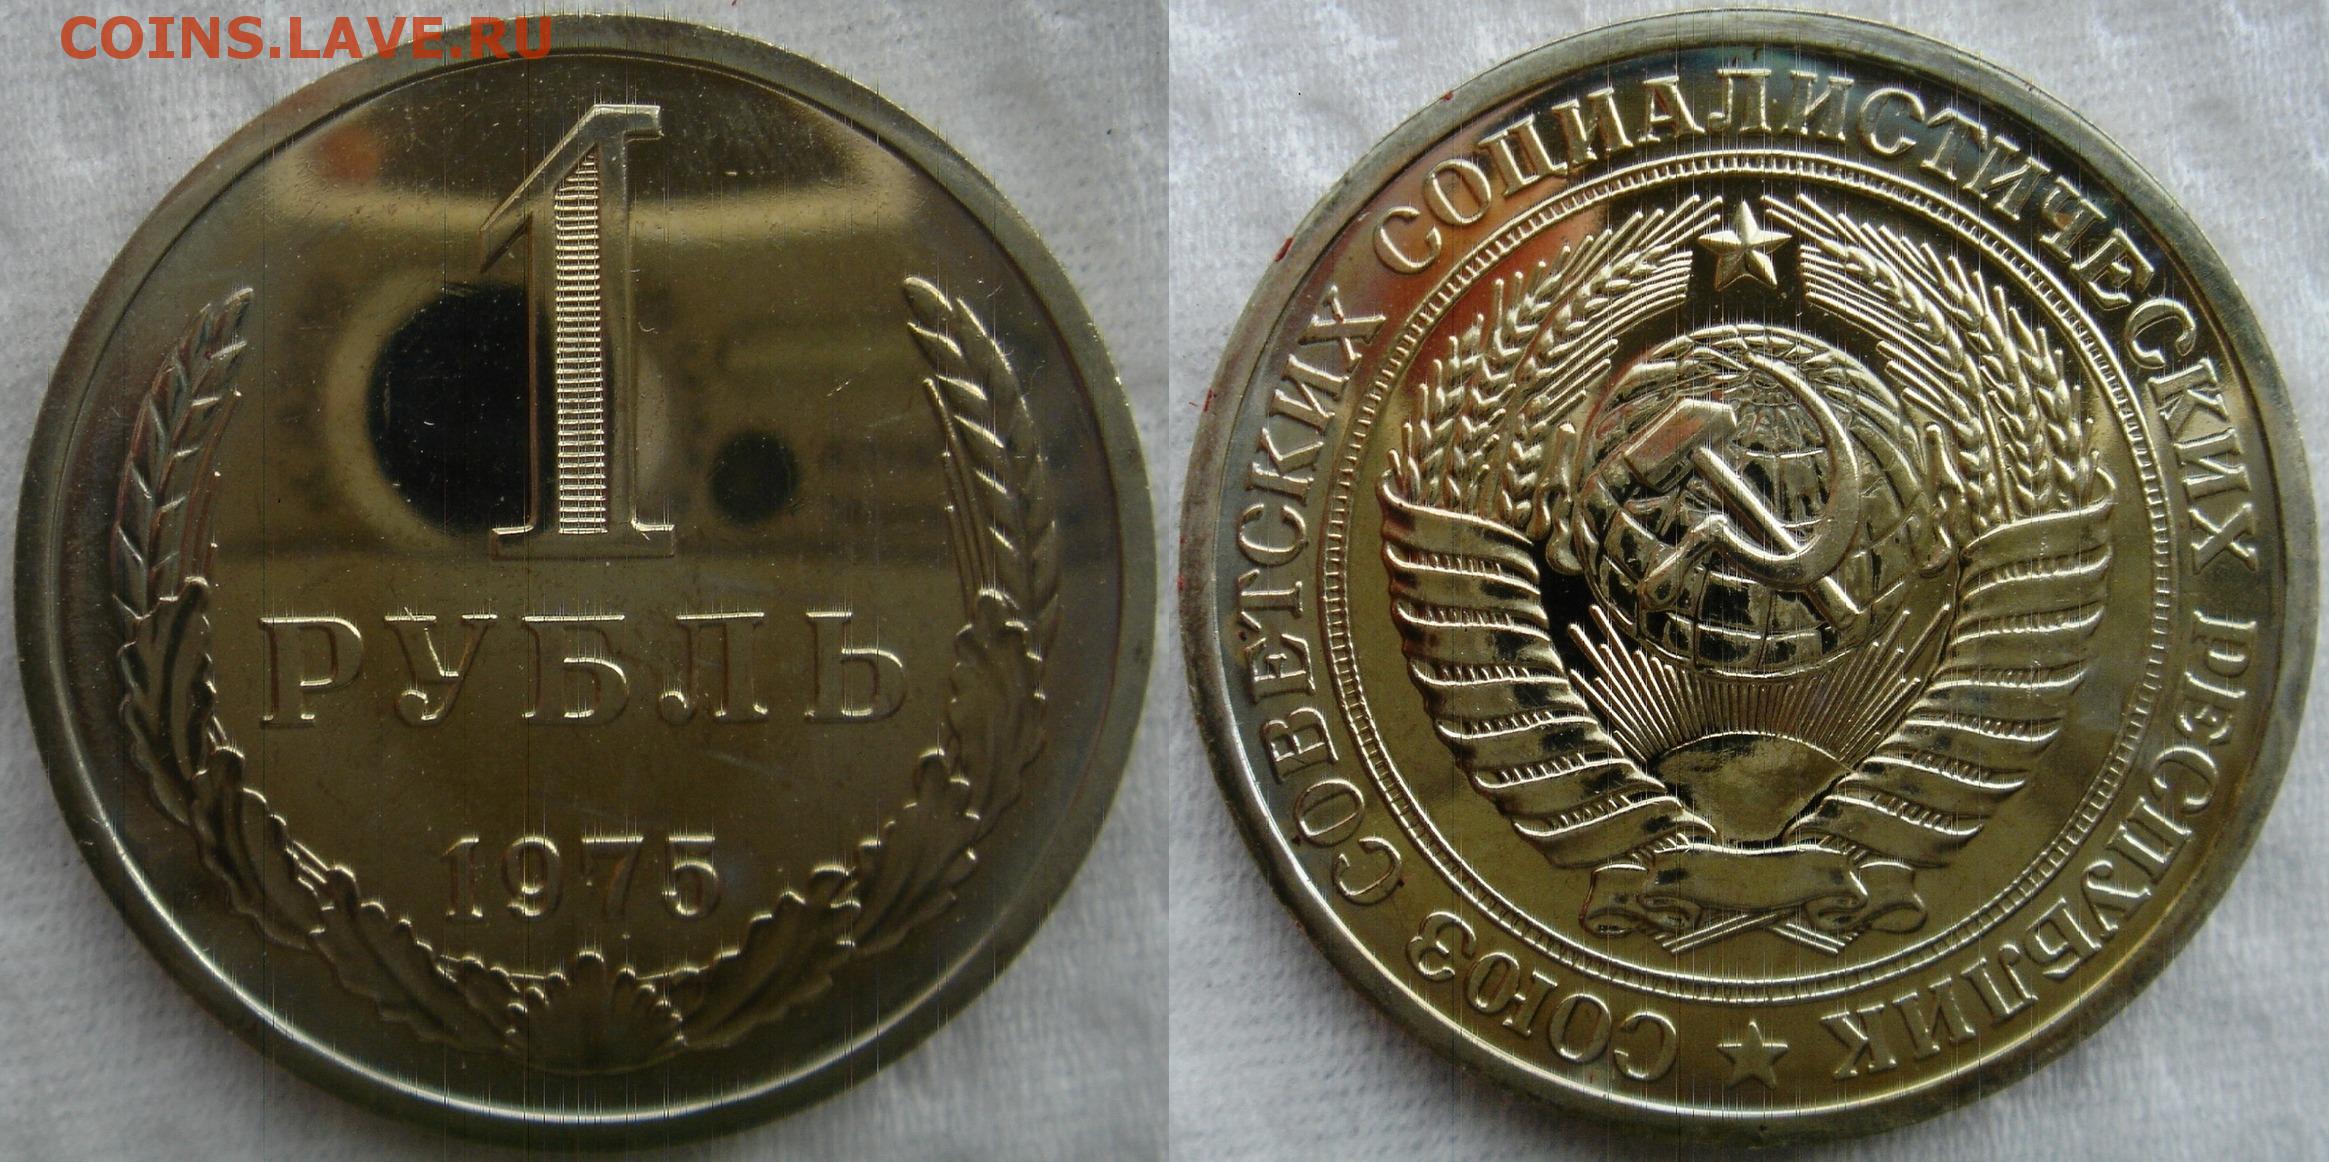 COINS.LAVE.RU
1
РУБЛЬ
1975
СОЮЗ СОВЕТСКИХ СОЦИАЛИСТИЧЕСКИХ РЕСПУБЛИК